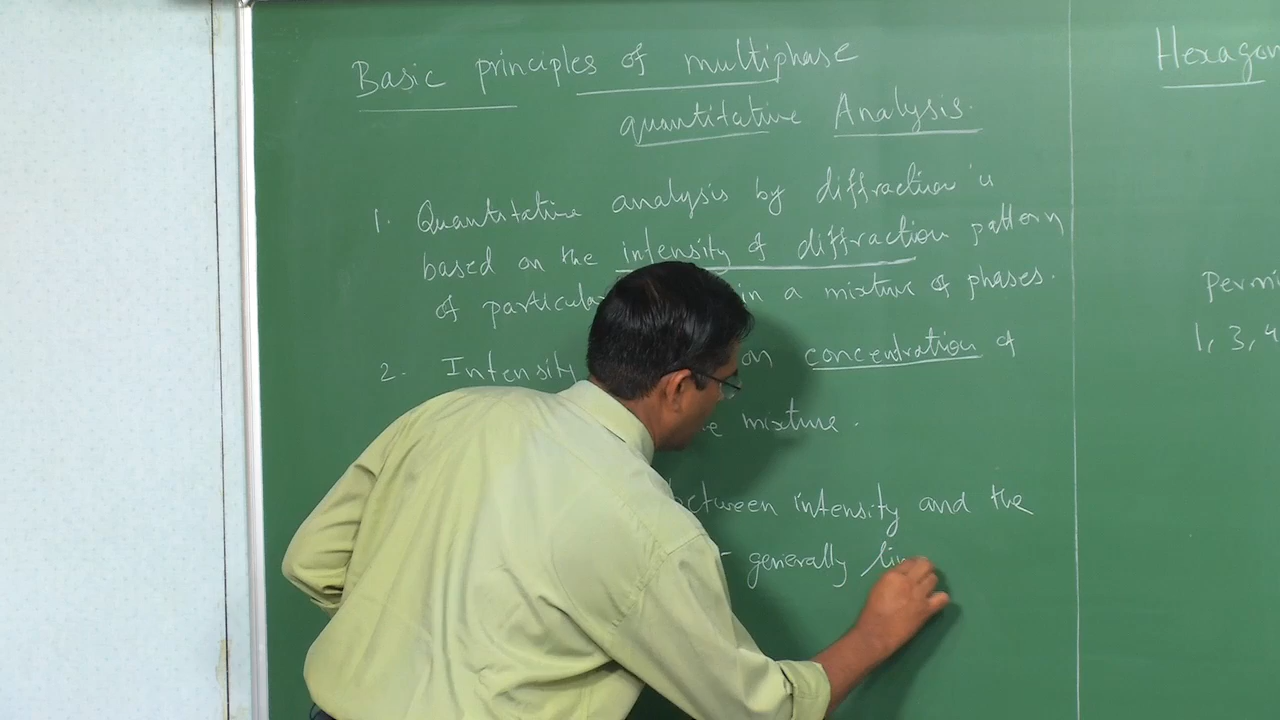 Basic principles of multiphase
quantitative Analysis.
1. Quantitative analysis by diffraction is
based on the intensity of diffraction pattern
of particular in a mixture of phases.
2. Intensity on concentration of
mixture.
between intensity and the
generally lin
Hexagon
Permi
1, 3, 4